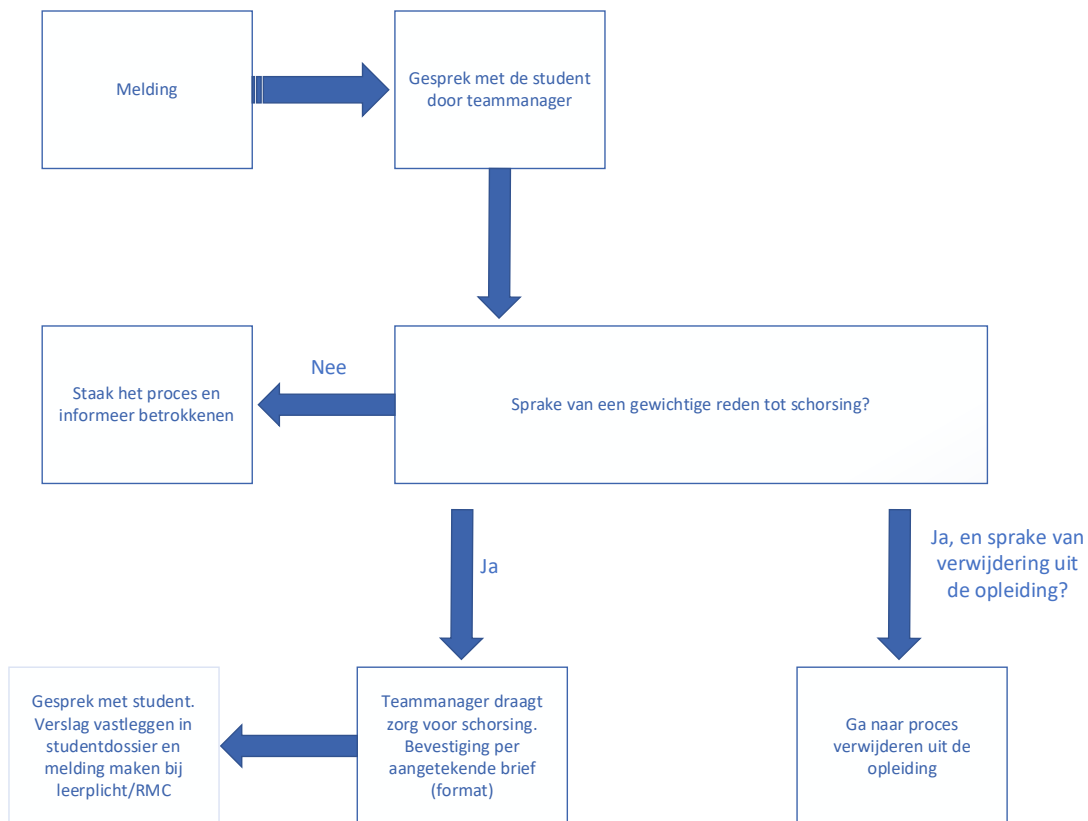 Melding
Gesprek met de student
door teammanager
Nee
Staak het proces en
informeer betrokkenen
Sprake van een gewichtige reden tot schorsing?
Ja
Ja, en sprake van
verwijdering uit
de opleiding?
Gesprek met student.
Verslag vastleggen in
studentdossier en
melding maken bij
leerplicht/RMC
Teammanager draagt
zorg voor schorsing.
Bevestiging per
aangetekende brief
(format)
Ga naar proces
verwijderen uit de
opleiding